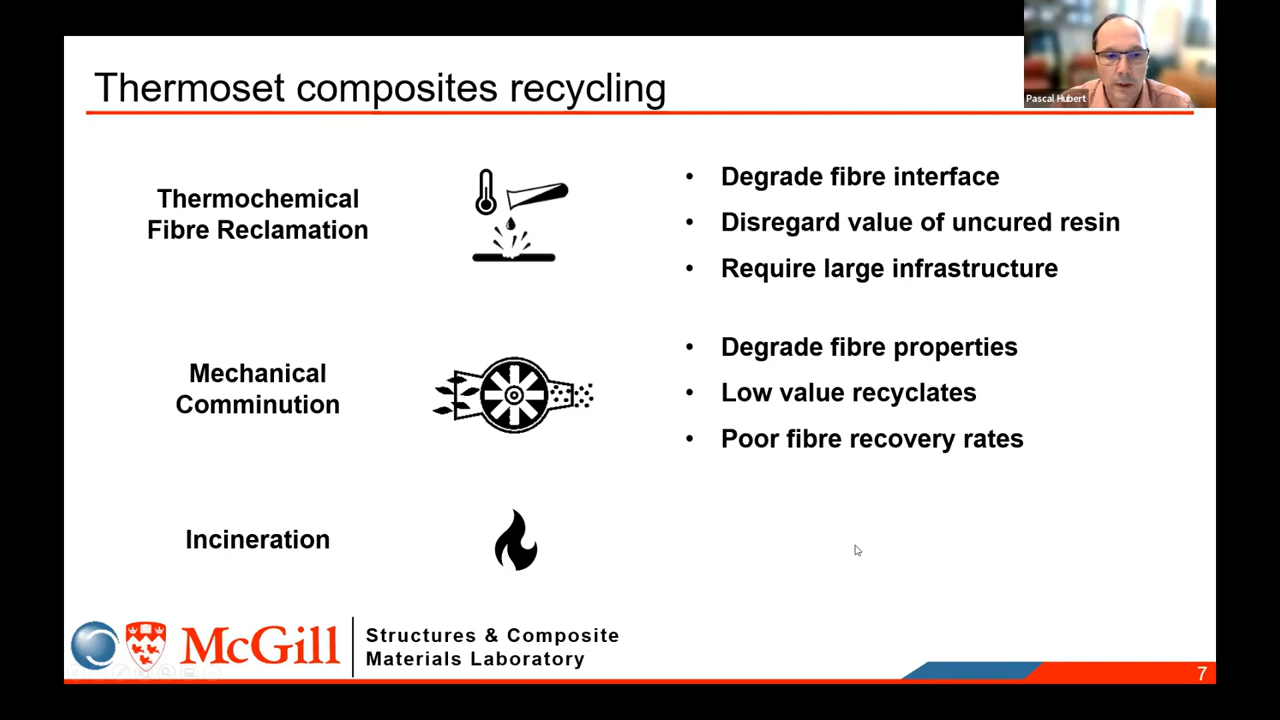 Thermoset composites recycling
Pascal Hubert
Thermochemical
Fibre Reclamation
• Degrade fibre interface
• Disregard value of uncured resin
• Require large infrastructure
Mechanical
Comminution
• Degrade fibre properties
• Low value recyclates
• Poor fibre recovery rates
Incineration
McGill
Structures & Composite
Materials Laboratory
7